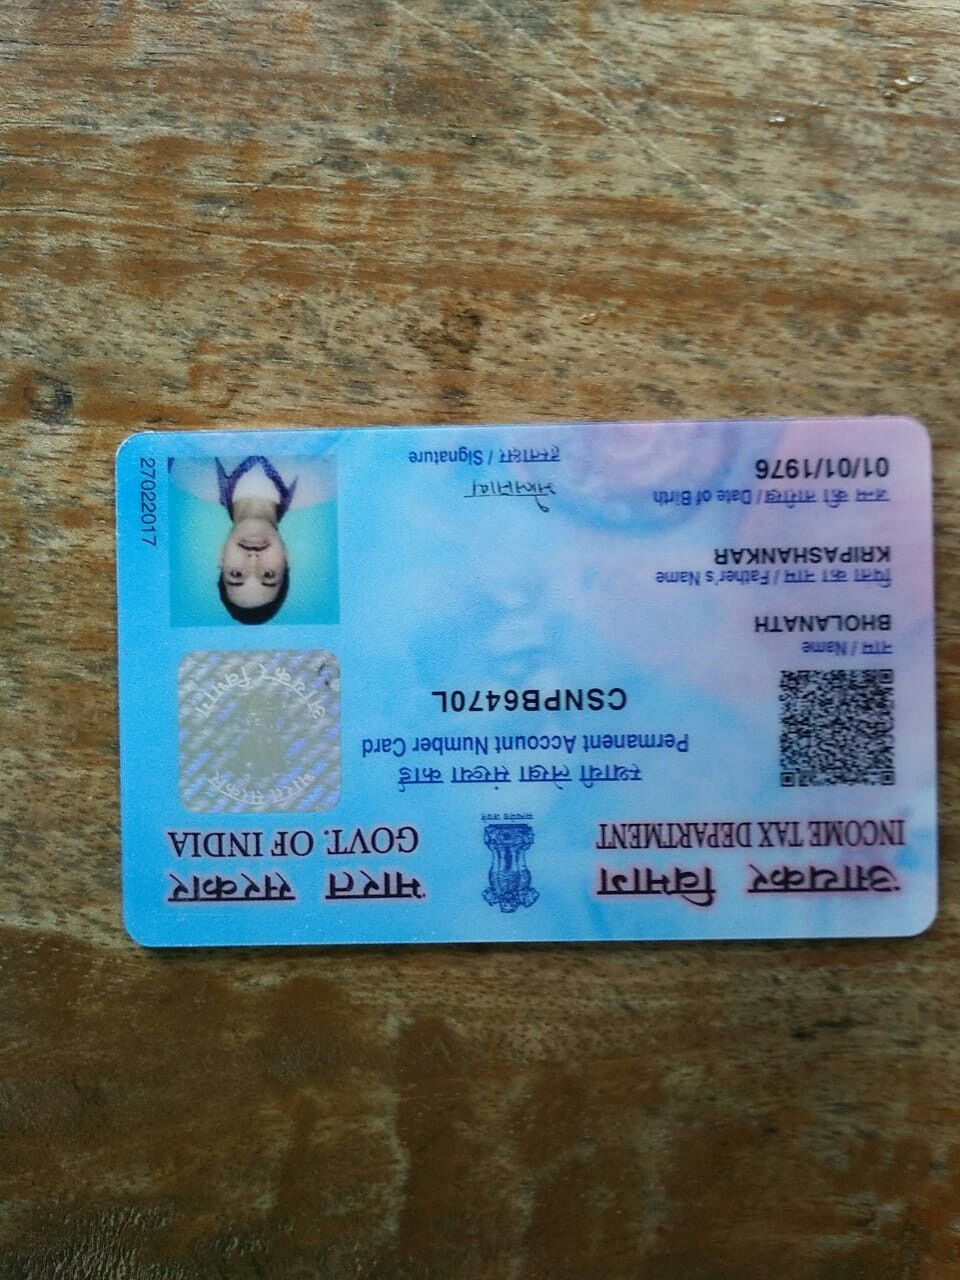 आयकर विभाग
INCOME TAX DEPARTMENT
सत्यमेव जयते
भारत सरकार
GOVT. OF INDIA
स्थायी लेखा संख्या कार्ड
Permanent Account Number Card
CSNPB6470L
भारत सरकार
आयकर विभाग
नाम / Name
BHOLANATH
पिता का नाम / Father's Name
KRIPASHANKAR
जन्म की तारीख / Date of Birth
01/01/1976
भोलानाथ
हस्ताक्षर / Signature
27022017